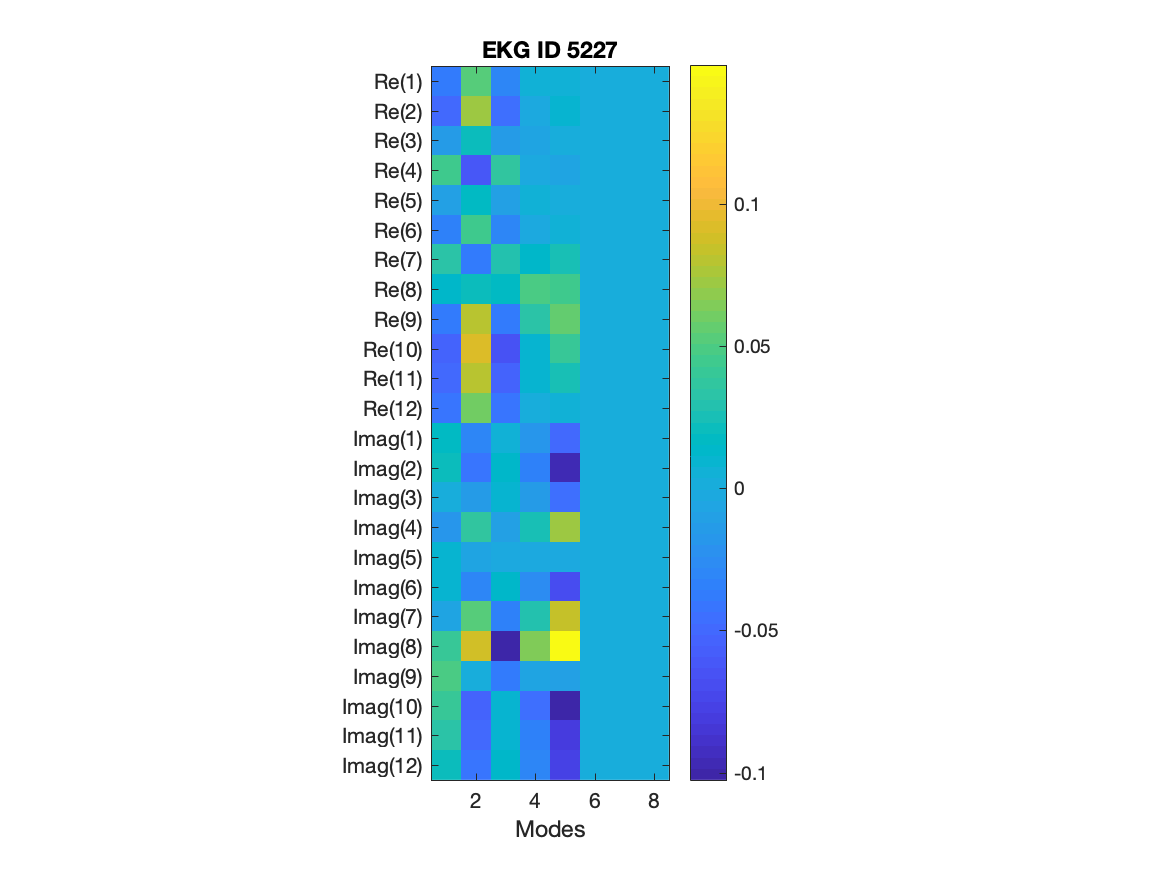 EKG ID 5227
Re(1)
Re(2)
Re(3)
Re(4)
Re(5)
Re(6)
Re(7)
Re(8)
Re(9)
Re(10)
Re(11)
Re(12)
Imag(1)
Imag(2)
Imag(3)
Imag(4)
Imag(5)
Imag(6)
Imag(7)
Imag(8)
Imag(9)
Imag(10)
Imag(11)
Imag(12)
2 4 6 8
Modes
0.1
0.05
0
-0.05
-0.1